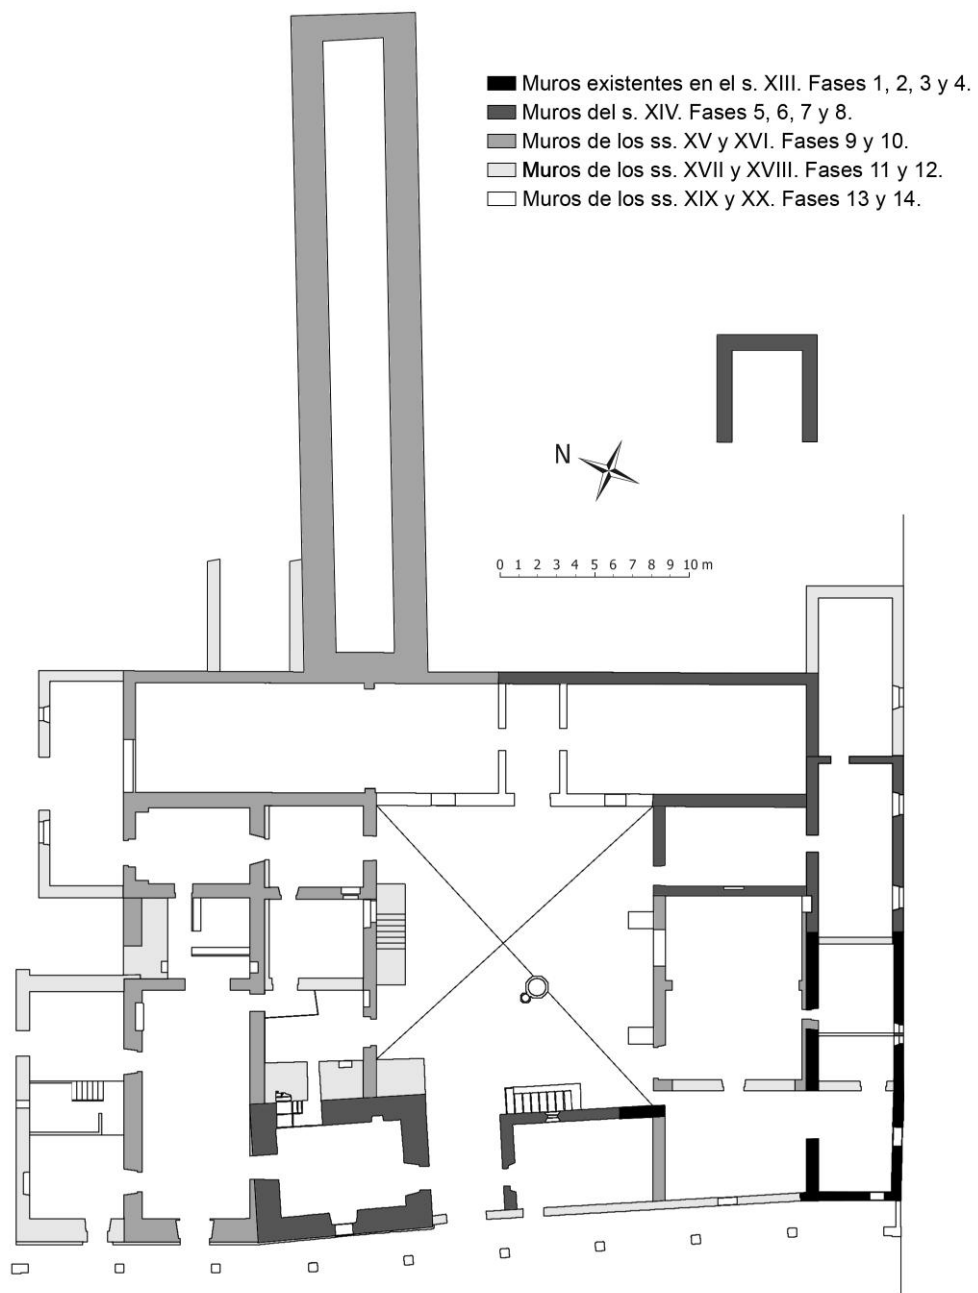 Muros existentes en el s. XIII. Fases 1, 2, 3 y 4.
Muros del s. XIV. Fases 5, 6, 7 y 8.
Muros de los ss. XV y XVI. Fases 9 y 10.
Muros de los ss. XVII y XVIII. Fases 11 y 12.
Muros de los ss. XIX y XX. Fases 13 y 14.
N
0 1 2 3 4 5 6 7 8 9 10 m